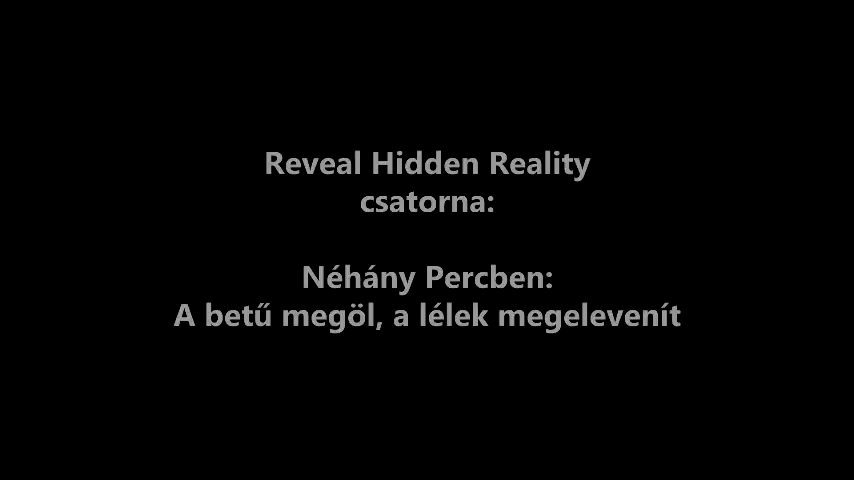 Reveal Hidden Reality
csatorna:
Néhány Percben:
A betű megöl, a lélek megelevenít